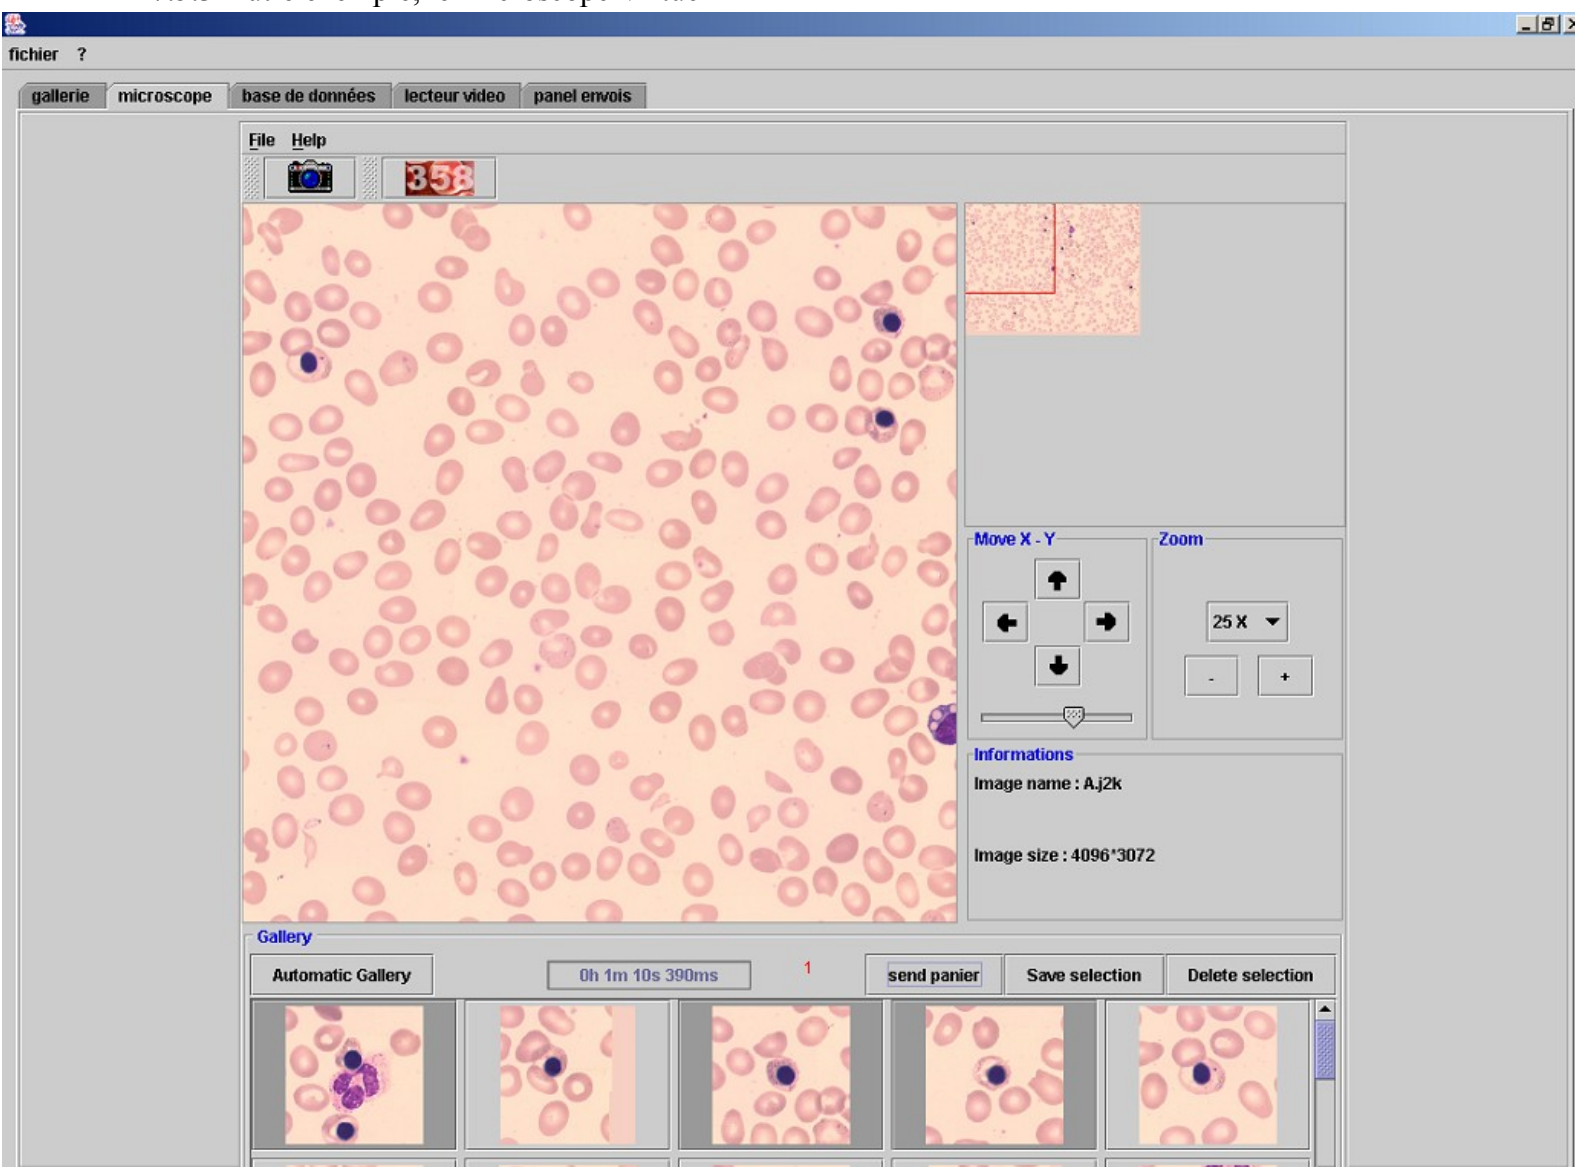 fichier ?
gallerie microscope base de données lecteur video panel envois
File Help
358
Move X - Y Zoom
25 X
- +
Informations
Image name : A.j2k
Image size : 4096*3072
Gallery
Automatic Gallery 0h 1m 10s 390ms 1 send panier Save selection Delete selection